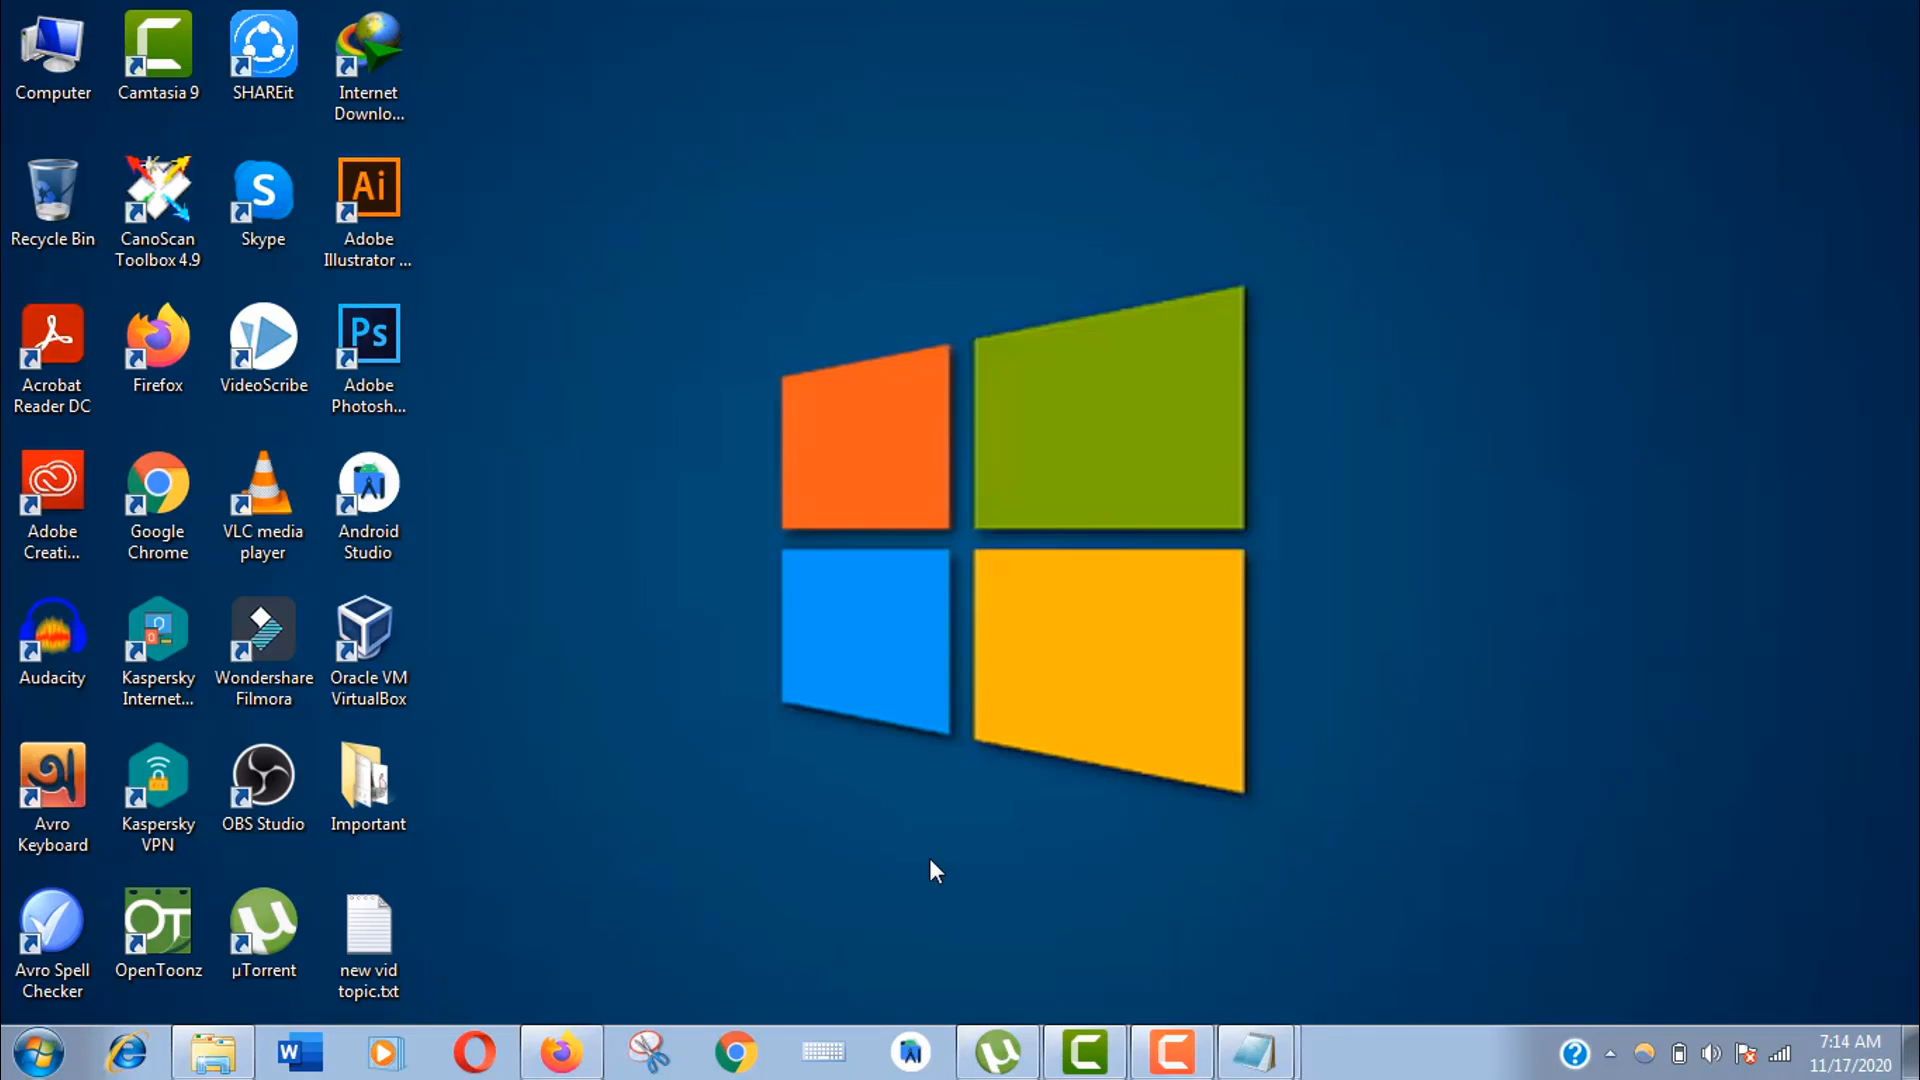 Computer
Camtasia 9
SHAREit
Internet
Downlo...
Recycle Bin
CanoScan
Toolbox 4.9
S
Skype
Ai
Adobe
Illustrator ...
Acrobat
Reader DC
Firefox
VideoScribe
Ps
Adobe
Photosh...
Adobe
Creati...
Google
Chrome
VLC media
player
Android
Studio
Audacity
Kaspersky
Internet...
Wondershare
Filmora
Oracle VM
VirtualBox
Avro
Keyboard
Kaspersky
VPN
OBS Studio
Important
Avro Spell
Checker
OT
OpenToonz
µ
µTorrent
new vid
topic.txt
W
7:14 AM
11/17/2020